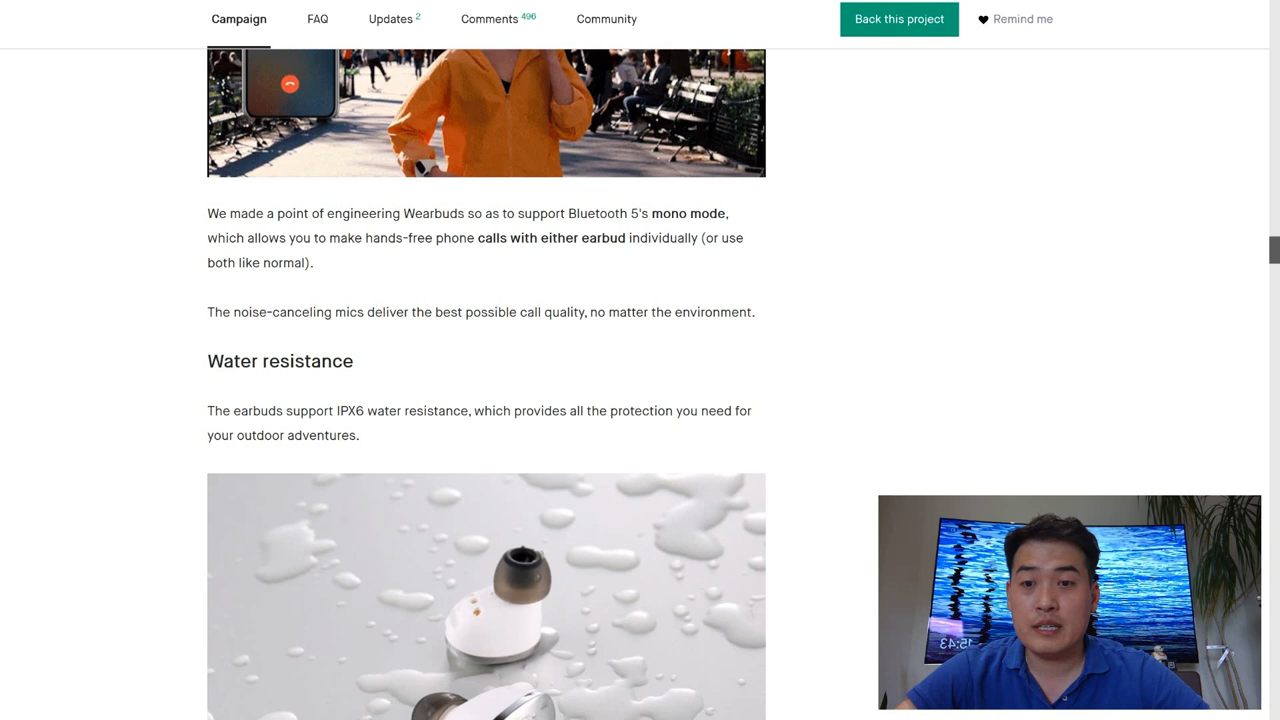 Campaign FAQ Updates 2 Comments 496 Community Back this project Remind me
We made a point of engineering Wearbuds so as to support Bluetooth 5's mono mode,
which allows you to make hands-free phone calls with either earbud individually (or use
both like normal).
The noise-canceling mics deliver the best possible call quality, no matter the environment.
Water resistance
The earbuds support IPX6 water resistance, which provides all the protection you need for
your outdoor adventures.
15:43